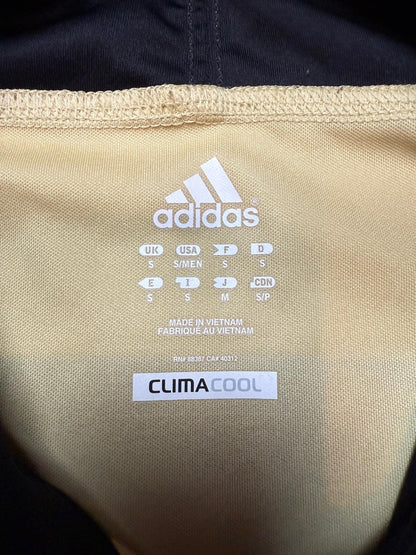 adidas®
UK USA F D
S S/MEN S S
E I J CDN
S S M S/P
MADE IN VIETNAM
FABRIQUÉ AU VIETNAM
RN# 88387 CA# 40312
CLIMACOOL